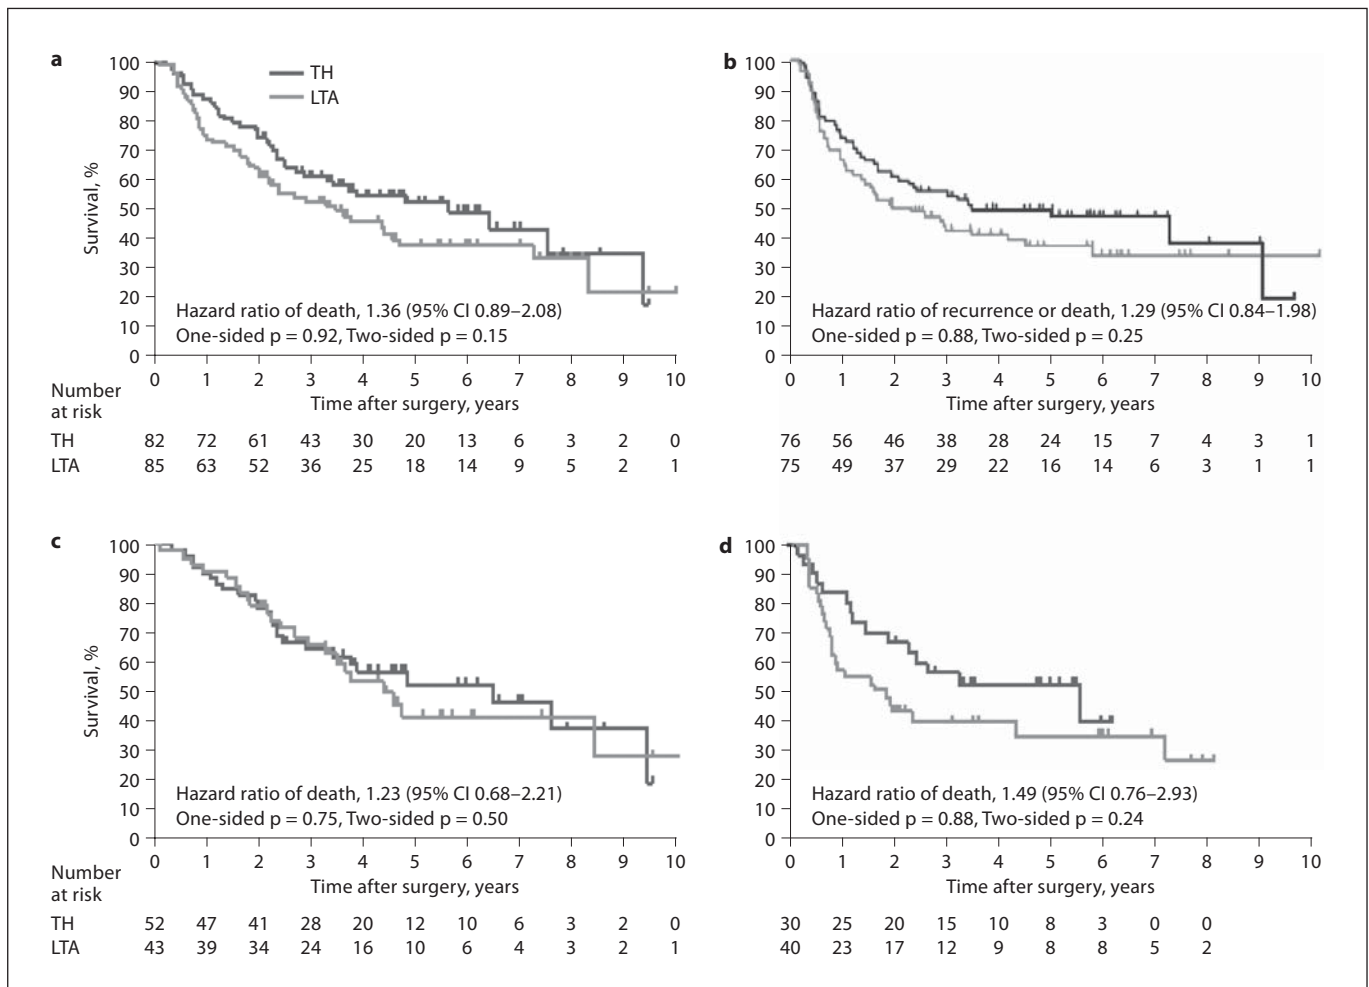 a
TH
LTA
Survival, %
100
90
80
70
60
50
40
30
20
10
0
Hazard ratio of death, 1.36 (95% CI 0.89–2.08)
One-sided p = 0.92, Two-sided p = 0.15
0 1 2 3 4 5 6 7 8 9 10
Time after surgery, years
Number
at risk
TH 82 72 61 43 30 20 13 6 3 2 0
LTA 85 63 52 36 25 18 14 9 5 2 1
b
100
90
80
70
60
50
40
30
20
10
0
Hazard ratio of recurrence or death, 1.29 (95% CI 0.84–1.98)
One-sided p = 0.88, Two-sided p = 0.25
0 1 2 3 4 5 6 7 8 9 10
Time after surgery, years
76 56 46 38 28 24 15 7 4 3 1
75 49 37 29 22 16 14 6 3 1 1
c
Survival, %
100
90
80
70
60
50
40
30
20
10
0
Hazard ratio of death, 1.23 (95% CI 0.68–2.21)
One-sided p = 0.75, Two-sided p = 0.50
0 1 2 3 4 5 6 7 8 9 10
Time after surgery, years
Number
at risk
TH 52 47 41 28 20 12 10 6 3 2 0
LTA 43 39 34 24 16 10 6 4 3 2 1
d
100
90
80
70
60
50
40
30
20
10
0
Hazard ratio of death, 1.49 (95% CI 0.76–2.93)
One-sided p = 0.88, Two-sided p = 0.24
0 1 2 3 4 5 6 7 8 9 10
Time after surgery, years
30 25 20 15 10 8 3 0 0
40 23 17 12 9 8 8 5 2